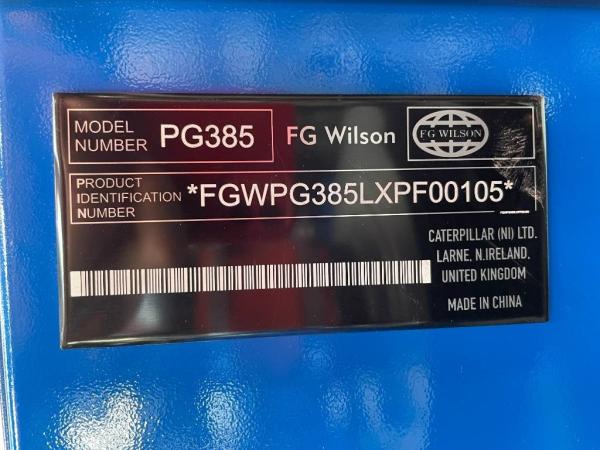 MODEL
NUMBER
PG385
FG Wilson
FG WILSON
PRODUCT
IDENTIFICATION
NUMBER
*FGWPG385LXPF00105*
CATERPILLAR (NI) LTD.
LARNE, N.IRELAND,
UNITED KINGDOM
MADE IN CHINA